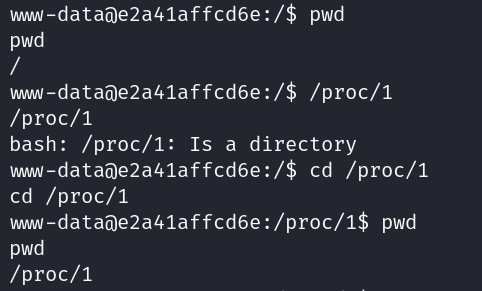 www-data@e2a41affcd6e:/$ pwd
pwd
/
www-data@e2a41affcd6e:/$ /proc/1
/proc/1
bash: /proc/1: Is a directory
www-data@e2a41affcd6e:/$ cd /proc/1
cd /proc/1
www-data@e2a41affcd6e:/proc/1$ pwd
pwd
/proc/1